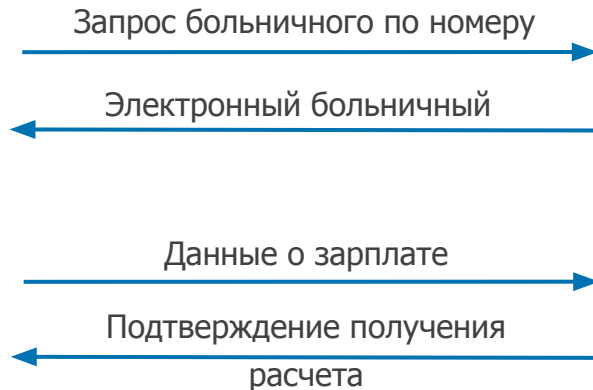 Запрос больничного по номеру
Электронный больничный
Данные о зарплате
Подтверждение получения
расчета